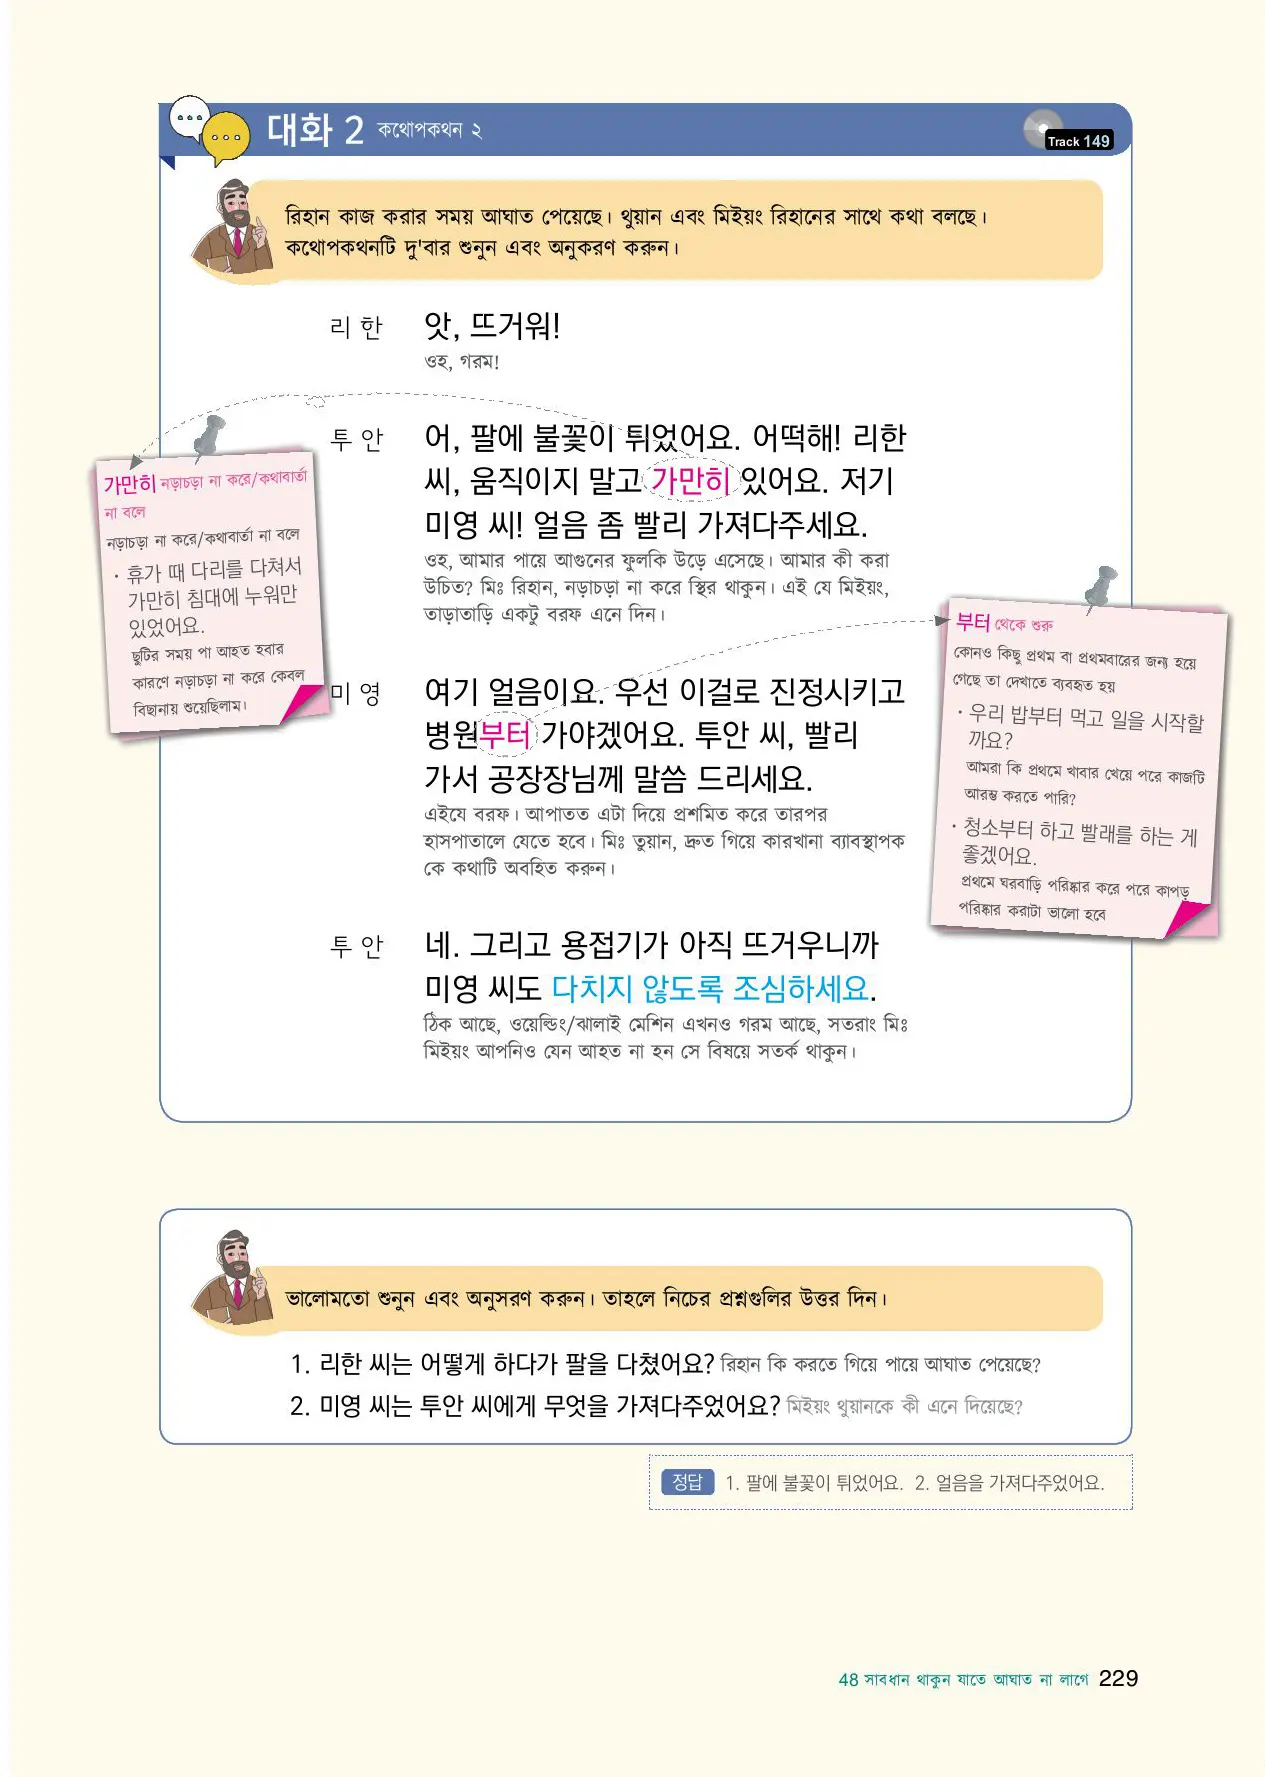 대화 2 কথোপকথন ২
Track 149
রিহান কাজ করার সময় আঘাত পেয়েছে। থুয়ান এবং মিইয়ং রিহানের সাথে কথা বলছে।
কথোপকথনটি দু'বার শুনুন এবং অনুকরণ করুন।
리 한 앗, 뜨거워!
ওহ, গরম!
투 안 어, 팔에 불꽃이 튀었어요. 어떡해! 리한
씨, 움직이지 말고 가만히 있어요. 저기
미영 씨! 얼음 좀 빨리 가져다주세요.
ওহ, আমার পায়ে আগুনের ফুলকি উড়ে এসেছে। আমার কী করা
উচিত? মিঃ রিহান, নড়াচড়া না করে স্থির থাকুন। এই যে মিইয়ং,
তাড়াতাড়ি একটু বরফ এনে দিন।
가만히 নড়াচড়া না করে/কথাবার্তা
না বলে
নড়াচড়া না করে/কথাবার্তা না বলে
· 휴가 때 다리를 다쳐서
가만히 침대에 누워만
있었어요.
ছুটির সময় পা আহত হবার
কারণে নড়াচড়া না করে কেবল
বিছানায় শুয়েছিলাম।
미 영 여기 얼음이요. 우선 이걸로 진정시키고
병원부터 가야겠어요. 투안 씨, 빨리
가서 공장장님께 말씀 드리세요.
এইযে বরফ। আপাতত এটা দিয়ে প্রশমিত করে তারপর
হাসপাতালে যেতে হবে। মিঃ তুয়ান, দ্রুত গিয়ে কারখানা ব্যাবস্থাপক
কে কথাটি অবহিত করুন।
부터 থেকে শুরু
কোনও কিছু প্রথম বা প্রথমবারের জন্য হয়ে
গেছে তা দেখাতে ব্যবহৃত হয়
· 우리 밥부터 먹고 일을 시작할
까요?
আমরা কি প্রথমে খাবার খেয়ে পরে কাজটি
আরম্ভ করতে পারি?
· 청소부터 하고 빨래를 하는 게
좋겠어요.
প্রথমে ঘরবাড়ি পরিষ্কার করে পরে কাপড়
পরিষ্কার করাটা ভালো হবে
투 안 네. 그리고 용접기가 아직 뜨거우니까
미영 씨도 다치지 않도록 조심하세요.
ঠিক আছে, ওয়েল্ডিং/ঝালাই মেশিন এখনও গরম আছে, সতরাং মিঃ
মিইয়ং আপনিও যেন আহত না হন সে বিষয়ে সতর্ক থাকুন।
ভালোমতো শুনুন এবং অনুসরণ করুন। তাহলে নিচের প্রশ্নগুলির উত্তর দিন।
1. 리한 씨는 어떻게 하다가 팔을 다쳤어요? রিহান কি করতে গিয়ে পায়ে আঘাত পেয়েছে?
2. 미영 씨는 투안 씨에게 무엇을 가져다주었어요? মিইয়ং থুয়ানকে কী এনে দিয়েছে?
정답 1. 팔에 불꽃이 튀었어요. 2. 얼음을 가져다주었어요.
48 সাবধান থাকুন যাতে আঘাত না লাগে 229